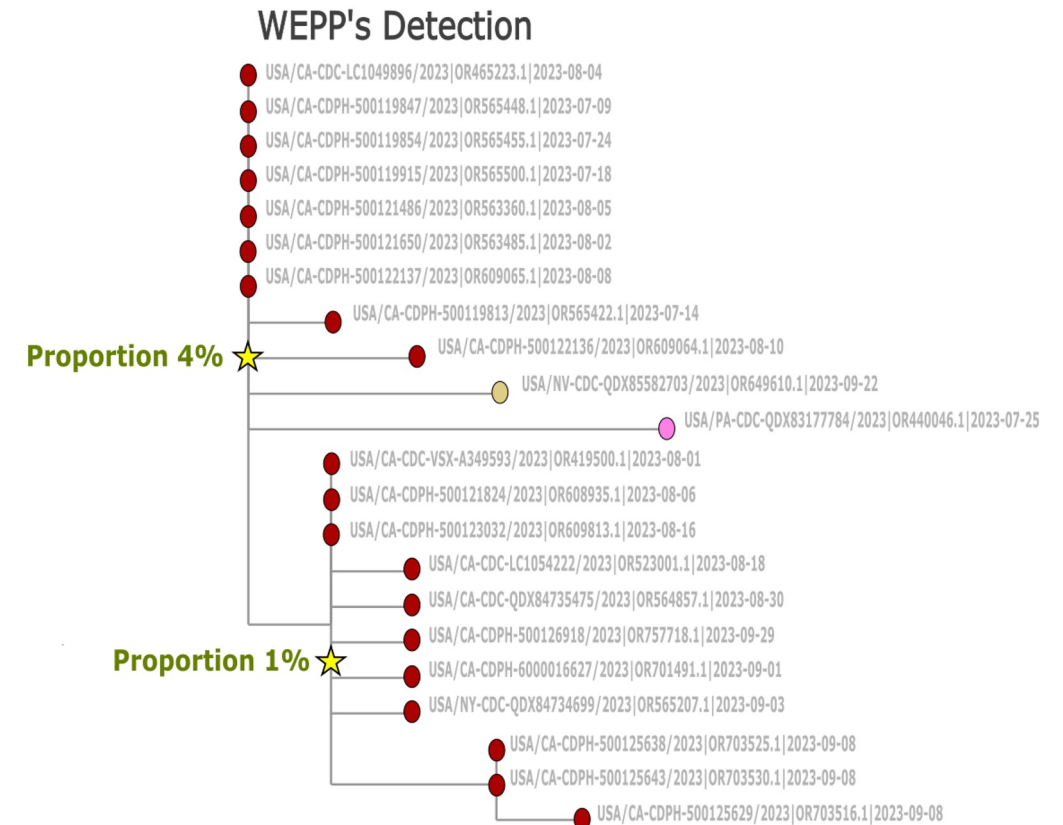 WEPP's Detection
USA/CA-CDC-LC1049896/2023|OR465223.1|2023-08-04
USA/CA-CDPH-500119847/2023|OR565448.1|2023-07-09
USA/CA-CDPH-500119854/2023|OR565455.1|2023-07-24
USA/CA-CDPH-500119915/2023|OR565500.1|2023-07-18
USA/CA-CDPH-500121486/2023|OR563360.1|2023-08-05
USA/CA-CDPH-500121650/2023|OR563485.1|2023-08-02
USA/CA-CDPH-500122137/2023|OR609065.1|2023-08-08
USA/CA-CDPH-500119813/2023|OR565422.1|2023-07-14
Proportion 4%
USA/CA-CDPH-500122136/2023|OR609064.1|2023-08-10
USA/NV-CDC-QDX85582703/2023|OR649610.1|2023-09-22
USA/PA-CDC-QDX83177784/2023|OR440046.1|2023-07-25
USA/CA-CDC-VSX-A349593/2023|OR419500.1|2023-08-01
USA/CA-CDPH-500121824/2023|OR608935.1|2023-08-06
USA/CA-CDPH-500123032/2023|OR609813.1|2023-08-16
USA/CA-CDC-LC1054222/2023|OR523001.1|2023-08-18
USA/CA-CDC-QDX84735475/2023|OR564857.1|2023-08-30
USA/CA-CDPH-500126918/2023|OR757718.1|2023-09-29
Proportion 1%
USA/CA-CDPH-6000016627/2023|OR701491.1|2023-09-01
USA/NY-CDC-QDX84734699/2023|OR565207.1|2023-09-03
USA/CA-CDPH-500125638/2023|OR703525.1|2023-09-08
USA/CA-CDPH-500125643/2023|OR703530.1|2023-09-08
USA/CA-CDPH-500125629/2023|OR703516.1|2023-09-08